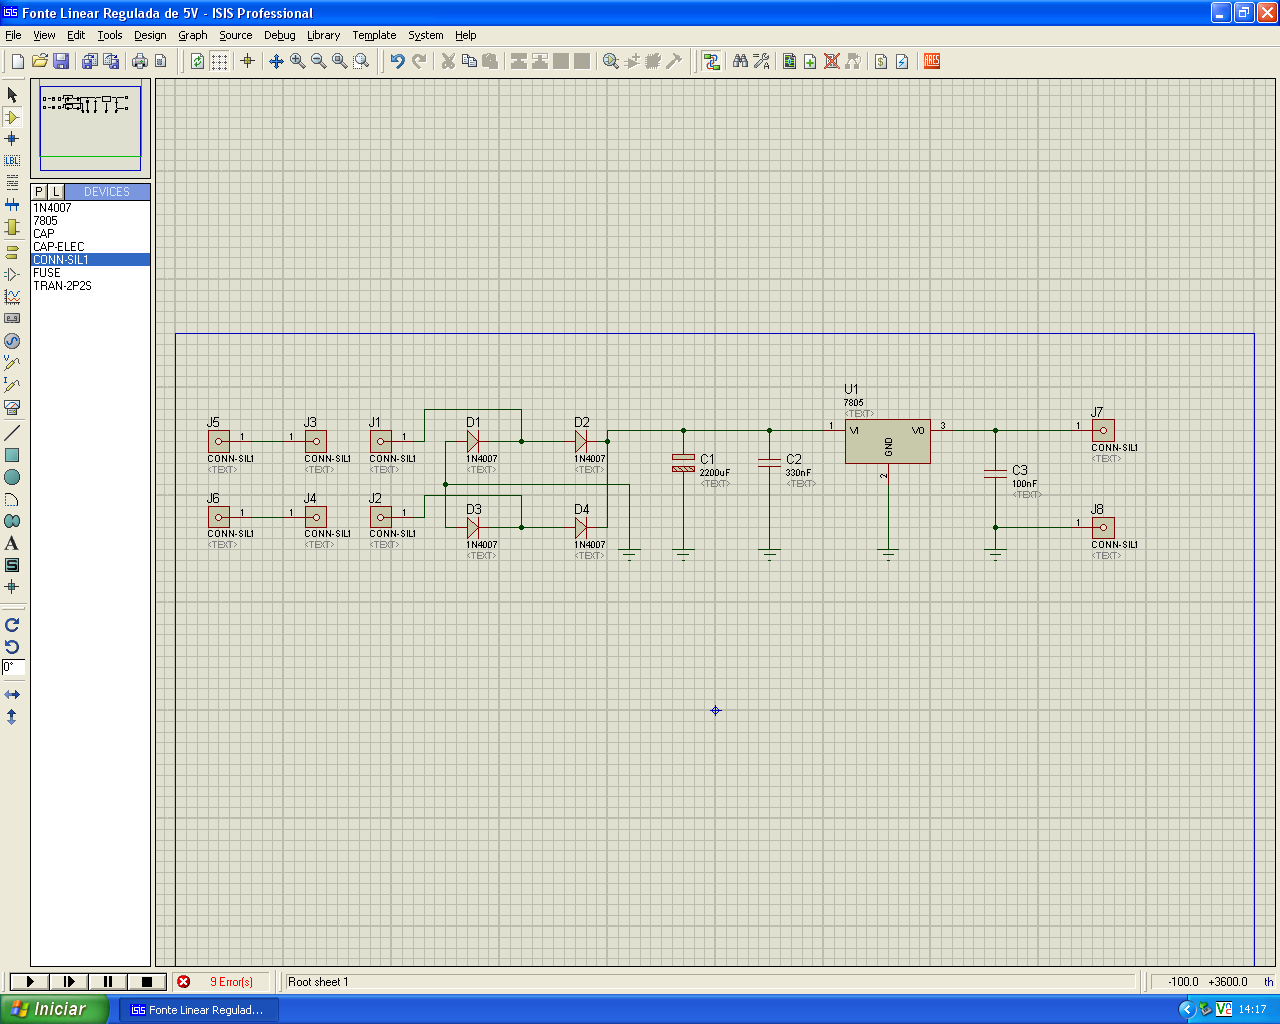 Fonte Linear Regulada de 5V - ISIS Professional
File View Edit Tools Design Graph Source Debug Library Template System Help
ARES
LBL
P L DEVICES
1N4007
7805
CAP
CAP-ELEC
CONN-SIL1
FUSE
TRAN-2P2S
V
I
A
S
0°
U1
7805
<TEXT>
J5 J3 J1 D1 D2 J7
1 1 1 1 VI VO 3 1
GND
2
CONN-SIL1 CONN-SIL1 CONN-SIL1 1N4007 1N4007 CONN-SIL1
<TEXT> <TEXT> <TEXT> <TEXT> <TEXT> <TEXT>
C1
2200uF
<TEXT>
C2
330nF
<TEXT>
C3
100nF
<TEXT>
J6 J4 J2 D3 D4 J8
1 1 1 1
CONN-SIL1 CONN-SIL1 CONN-SIL1 1N4007 1N4007 CONN-SIL1
<TEXT> <TEXT> <TEXT> <TEXT> <TEXT> <TEXT>
9 Error(s) Root sheet 1 -100.0 +3600.0 th
Iniciar isis Fonte Linear Regulad... 14:17